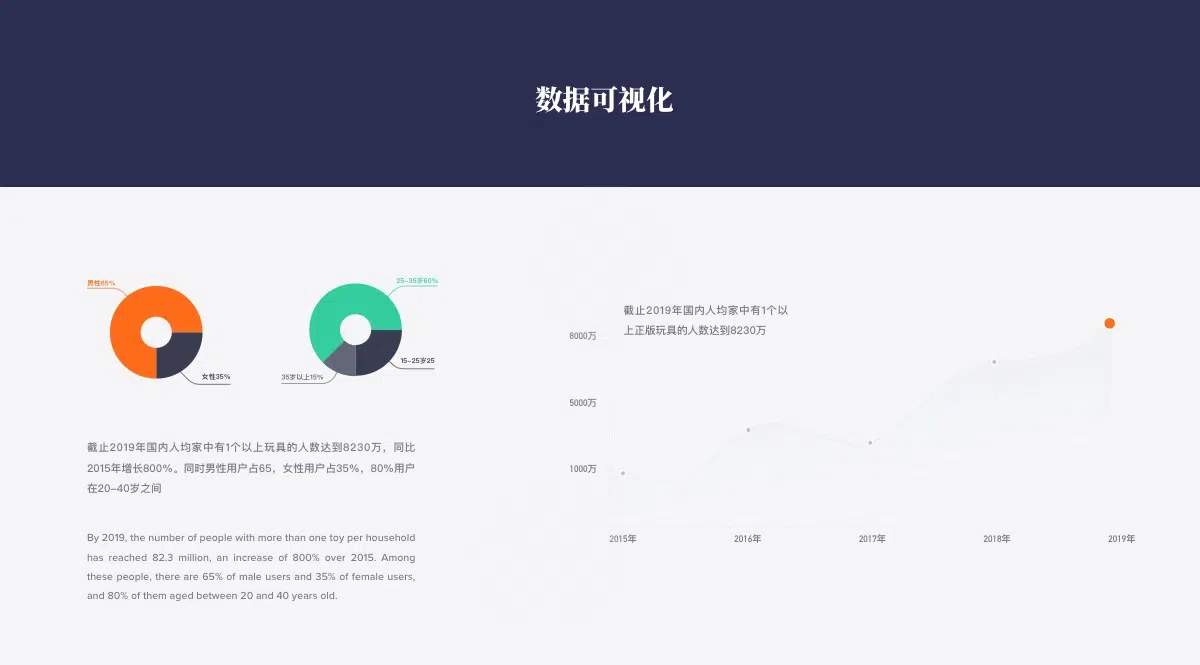 数据可视化
男性65%
女性35%
25-35岁60%
15-25岁25
35岁以上15%
截止2019年国内人均家中有1个以上玩具的人数达到8230万，同比
2015年增长800%。同时男性用户占65，女性用户占35%，80%用户
在20-40岁之间
By 2019, the number of people with more than one toy per household
has reached 82.3 million, an increase of 800% over 2015. Among
these people, there are 65% of male users and 35% of female users,
and 80% of them aged between 20 and 40 years old.
截止2019年国内人均家中有1个以
上正版玩具的人数达到8230万
8000万
5000万
1000万
2015年
2016年
2017年
2018年
2019年